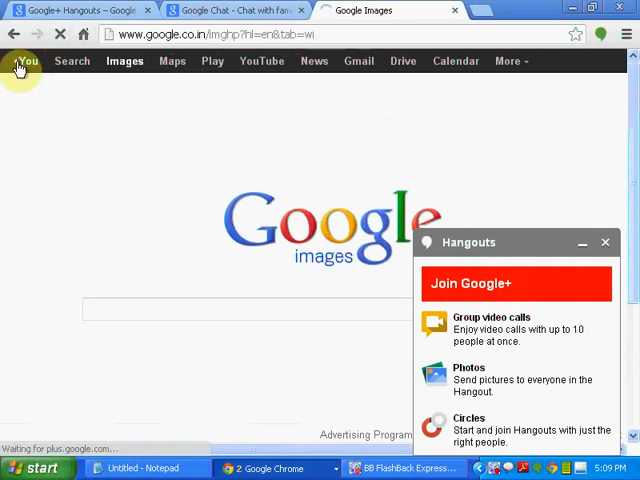 Google+ Hangouts – Google
Google Chat - Chat with fam
Google Images
www.google.co.in/imghp?hl=en&tab=wi
+You Search Images Maps Play YouTube News Gmail Drive Calendar More
Google
images
Hangouts
Join Google+
Group video calls
Enjoy video calls with up to 10
people at once.
Photos
Send pictures to everyone in the
Hangout.
Circles
Start and join Hangouts with just the
right people.
Advertising Program
Waiting for plus.google.com...
start
Untitled - Notepad
2 Google Chrome
BB FlashBack Express...
5:09 PM